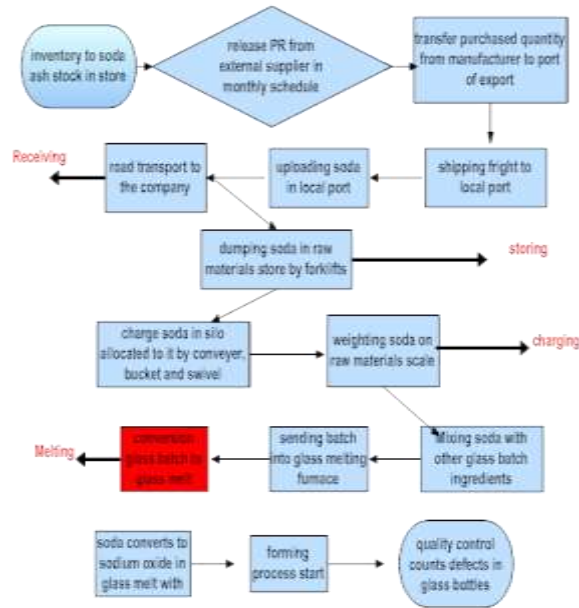 inventory to soda
ash stock in store
release PR from
external supplier in
monthly schedule
transfer purchased quantity
from manufacturer to port
of export
Receiving
road transport to
the company
uploading soda
in local port
shipping fright to
local port
dumping soda in raw
materials store by forklifts
storing
charge soda in silo
allocated to it by conveyer,
bucket and swivel
weighting soda on
raw materials scale
charging
Melting
conversion
glass batch to
glass melt
sending batch
into glass melting
furnace
Mixing soda with
other glass batch
ingredients
soda converts to
sodium oxide in
glass melt with
forming
process start
quality control
counts defects in
glass bottles